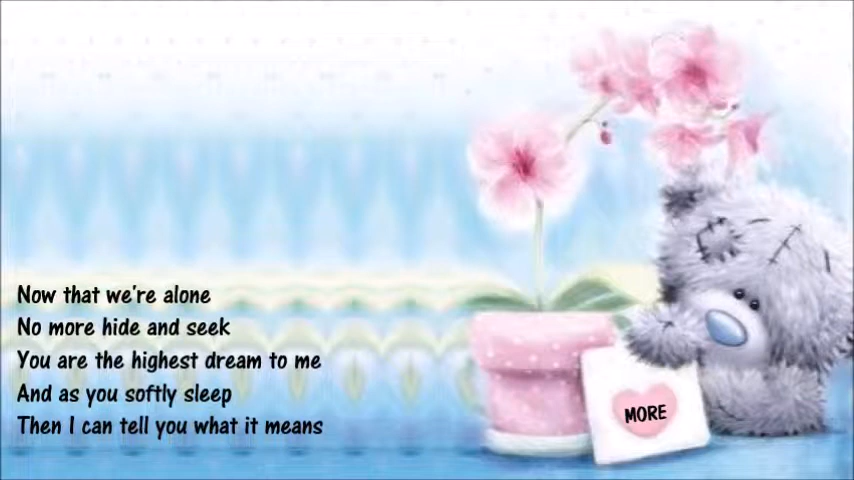 Now that we're alone
No more hide and seek
You are the highest dream to me
And as you softly sleep
Then I can tell you what it means
MORE